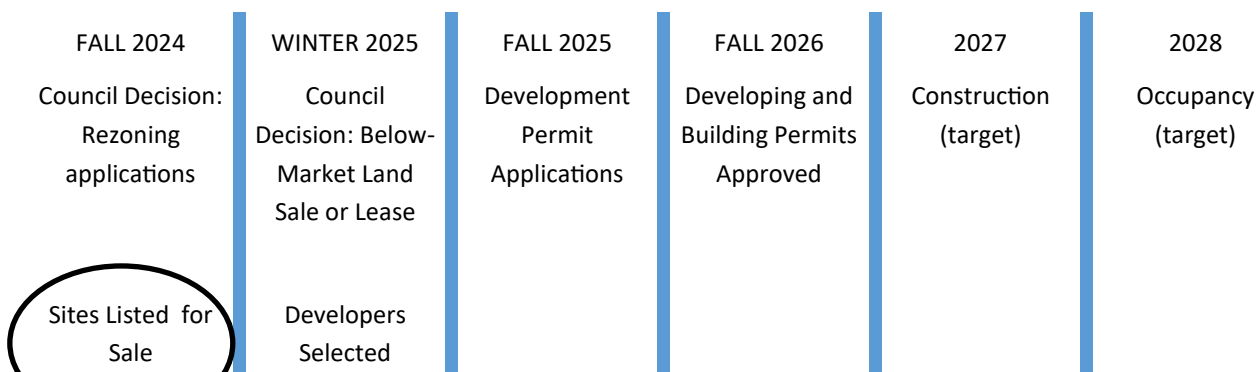 FALL 2024
Council Decision:
Rezoning
applications
Sites Listed for
Sale
WINTER 2025
Council
Decision: Below-
Market Land
Sale or Lease
Developers
Selected
FALL 2025
Development
Permit
Applications
FALL 2026
Developing and
Building Permits
Approved
2027
Construction
(target)
2028
Occupancy
(target)